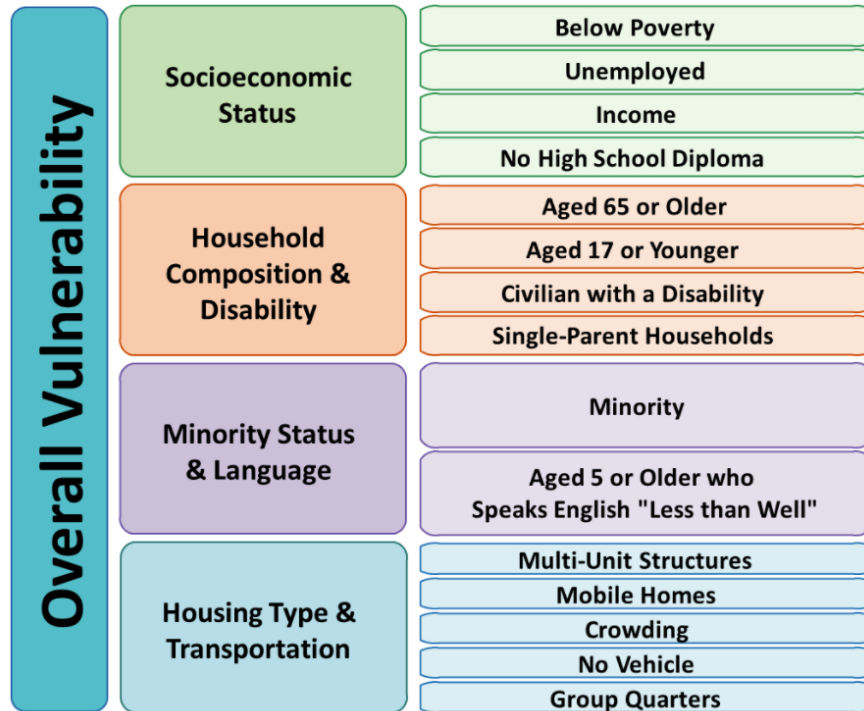 Overall Vulnerability
Socioeconomic
Status
Below Poverty
Unemployed
Income
No High School Diploma
Household
Composition &
Disability
Aged 65 or Older
Aged 17 or Younger
Civilian with a Disability
Single-Parent Households
Minority Status
& Language
Minority
Aged 5 or Older who
Speaks English "Less than Well"
Housing Type &
Transportation
Multi-Unit Structures
Mobile Homes
Crowding
No Vehicle
Group Quarters